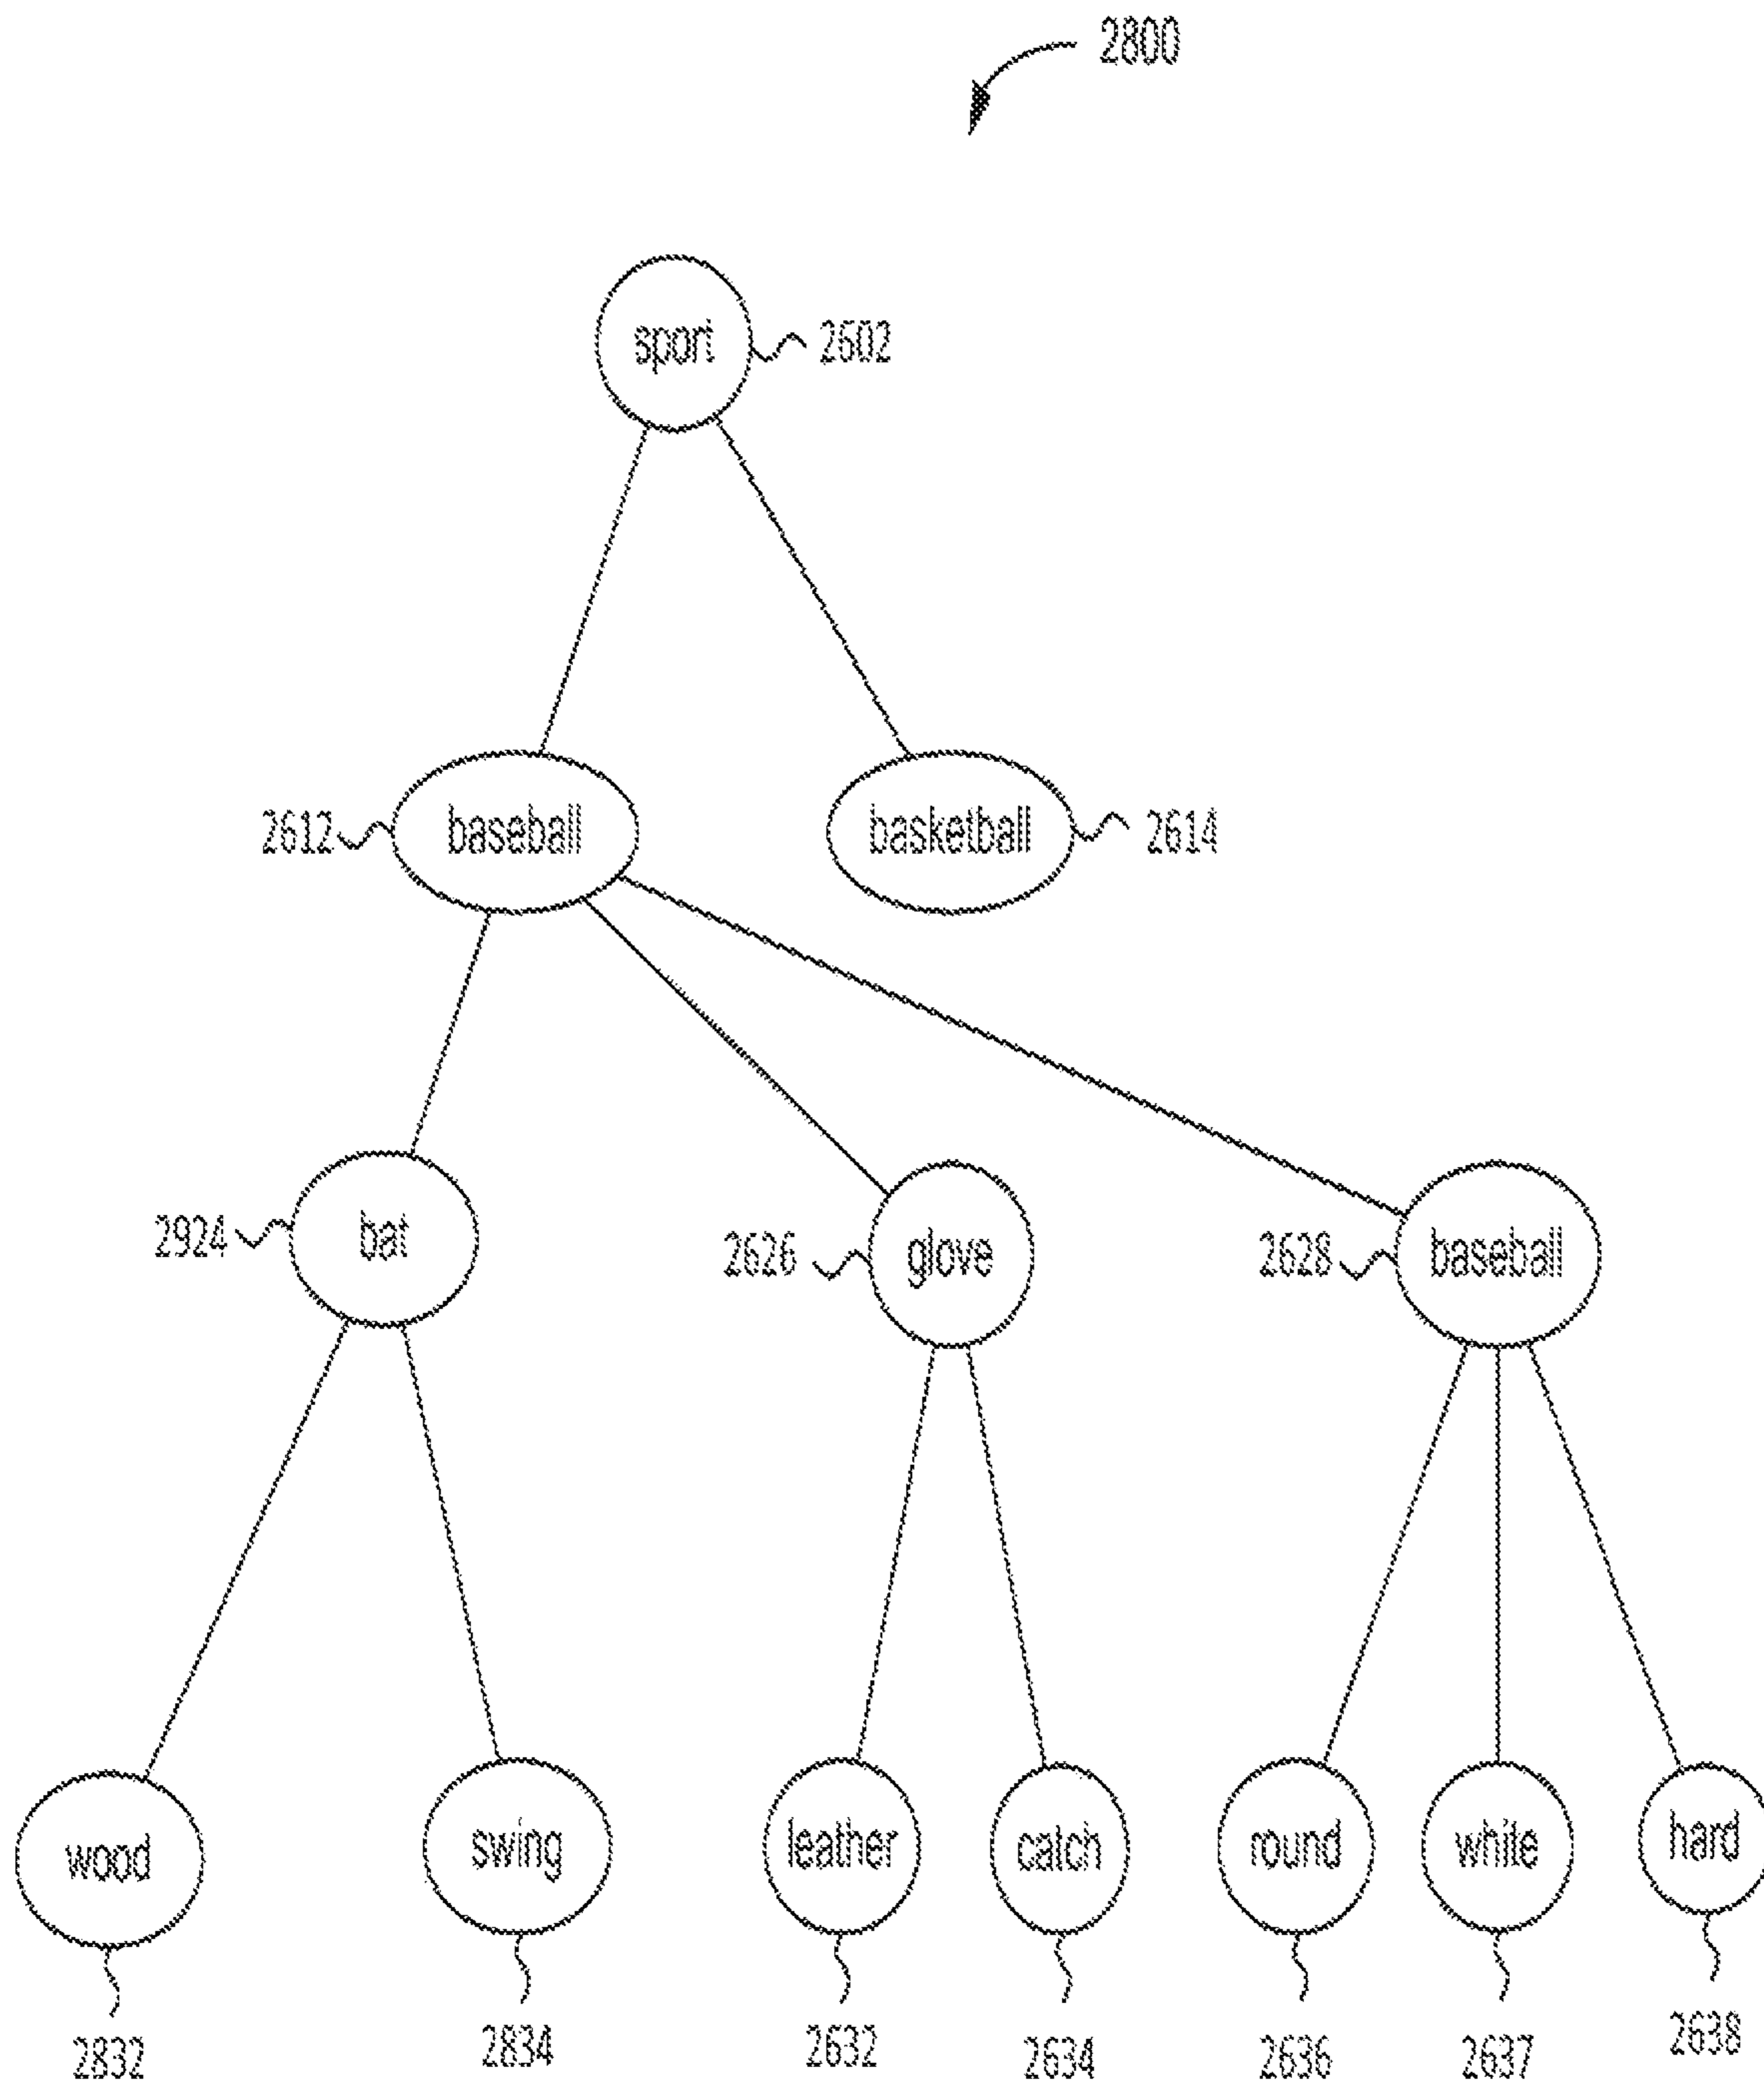 2800
sport 2602
2612 baseball basketball 2614
2924 bat 2626 glove 2628 baseball
wood swing leather catch round white hard
2832 2834 2632 2634 2636 2637 2638